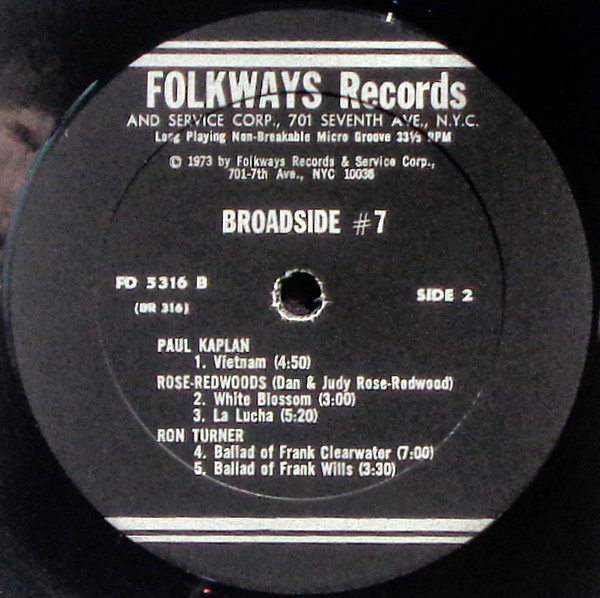 FOLKWAYS Records
AND SERVICE CORP., 701 SEVENTH AVE., N.Y.C.
Long Playing Non-Breakable Micro Groove 33⅓ RPM
© 1973 by Folkways Records & Service Corp.,
701-7th Ave., NYC 10036
BROADSIDE #7
FD 5316 B
SIDE 2
(BR 316)
PAUL KAPLAN
1. Vietnam (4:50)
ROSE-REDWOODS (Dan & Judy Rose-Redwood)
2. White Blossom (3:00)
3. La Lucha (5:20)
RON TURNER
4. Ballad of Frank Clearwater (7:00)
5. Ballad of Frank Wills (3:30)